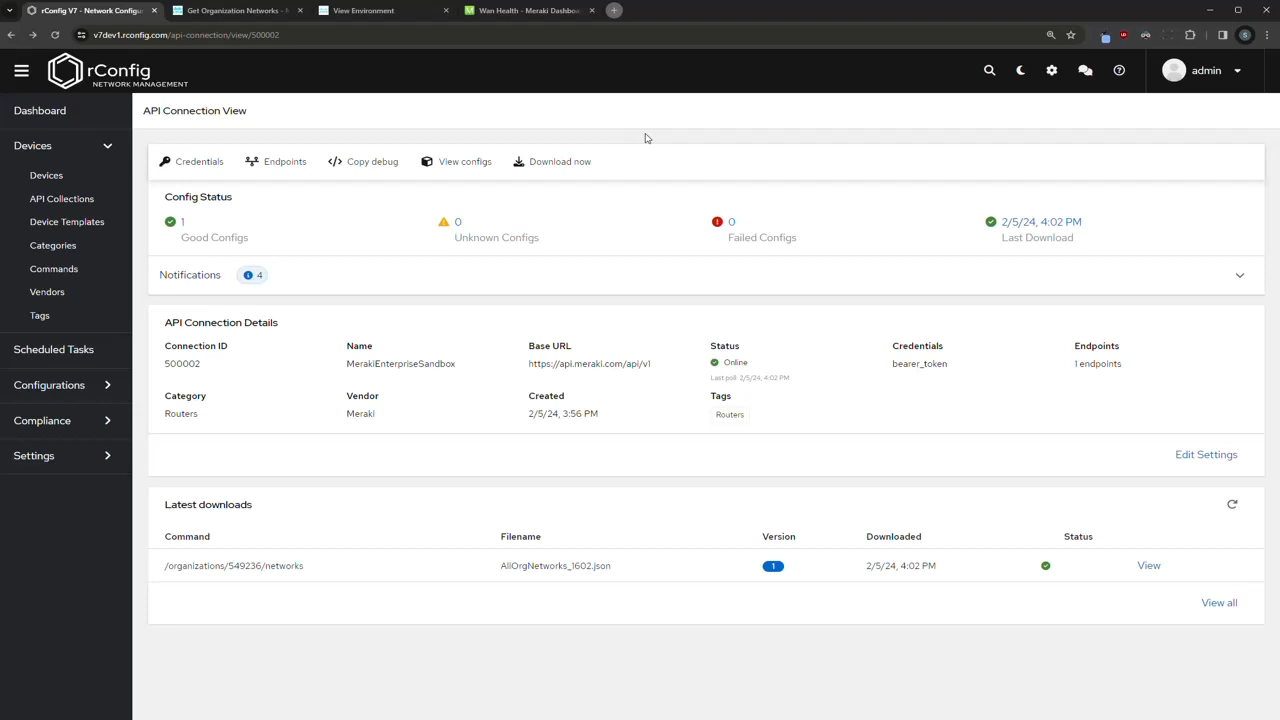 rConfig V7 - Network Configu
Get Organization Networks -
View Environment
Wan Health - Meraki Dashbo
v7dev1.rconfig.com/api-connection/view/500002
rConfig
NETWORK MANAGEMENT
admin
Dashboard
Devices
Devices
API Collections
Device Templates
Categories
Commands
Vendors
Tags
Scheduled Tasks
Configurations
Compliance
Settings
API Connection View
Credentials
Endpoints
Copy debug
View configs
Download now
Config Status
1
Good Configs
0
Unknown Configs
0
Failed Configs
2/5/24, 4:02 PM
Last Download
Notifications 4
API Connection Details
Connection ID
500002
Name
MerakiEnterpriseSandbox
Base URL
https://api.meraki.com/api/v1
Status
Online
Last poll: 2/5/24, 4:02 PM
Credentials
bearer_token
Endpoints
1 endpoints
Category
Routers
Vendor
Meraki
Created
2/5/24, 3:56 PM
Tags
Routers
Edit Settings
Latest downloads
Command Filename Version Downloaded Status
/organizations/549236/networks AllOrgNetworks_1602.json 1 2/5/24, 4:02 PM View
View all